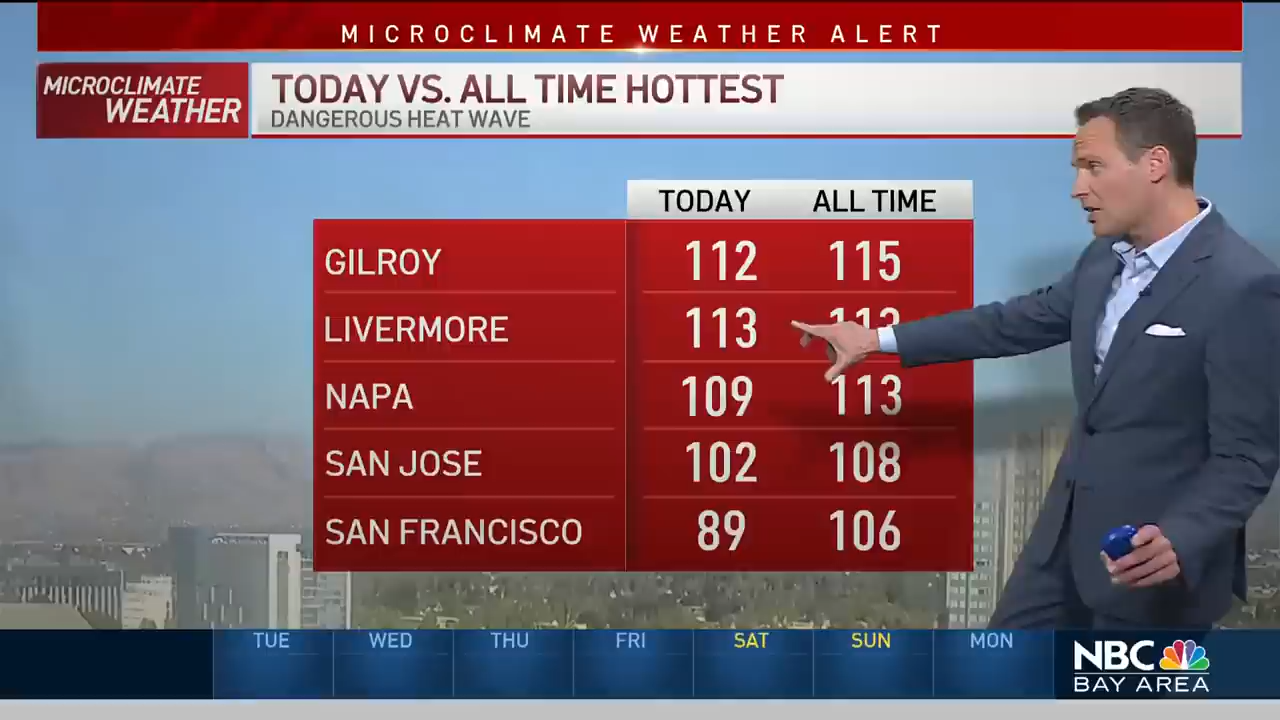 MICROCLIMATE WEATHER ALERT
MICROCLIMATE
WEATHER
TODAY VS. ALL TIME HOTTEST
DANGEROUS HEAT WAVE
TODAY ALL TIME
GILROY 112 115
LIVERMORE 113 113
NAPA 109 113
SAN JOSE 102 108
SAN FRANCISCO 89 106
TUE WED THU FRI SAT SUN MON
NBC
BAY AREA